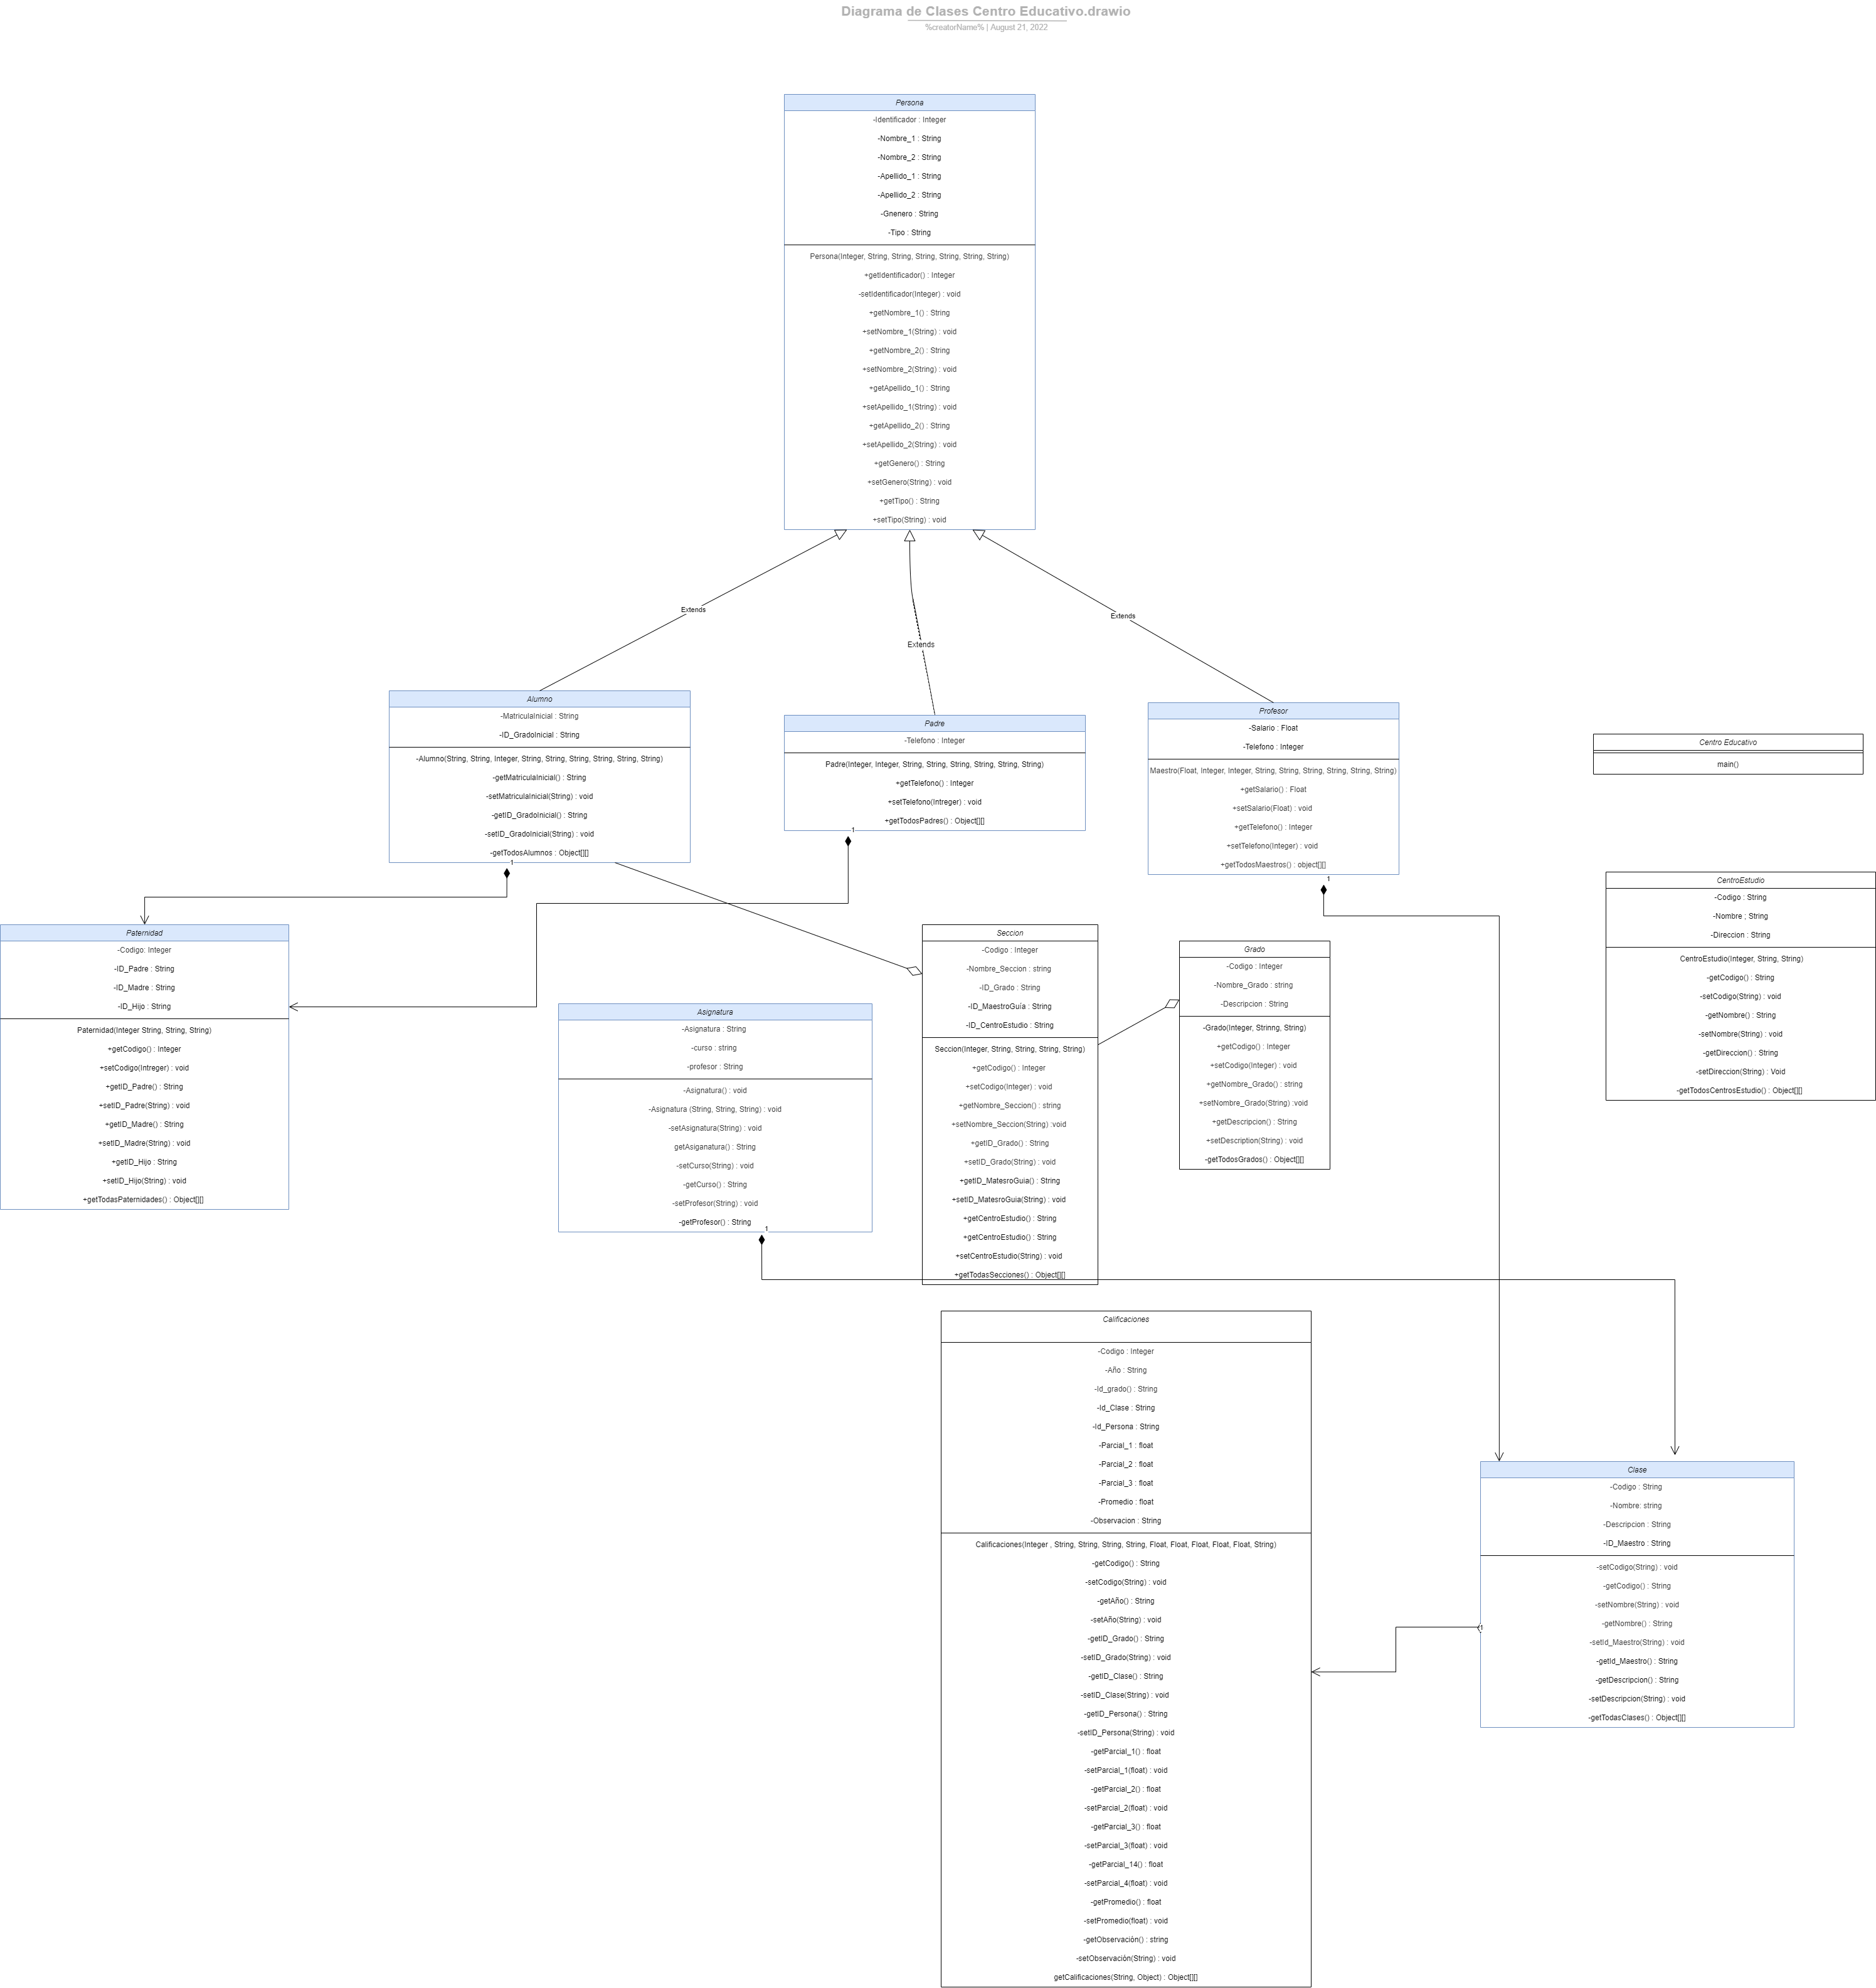 Diagrama de Clases Centro Educativo.drawio
%creatorName% | August 21, 2022
Persona
-Identificador : Integer
-Nombre_1 : String
-Nombre_2 : String
-Apellido_1 : String
-Apellido_2 : String
-Gnenero : String
-Tipo : String
Persona(Integer, String, String, String, String, String, String)
+getIdentificador() : Integer
-setIdentificador(Integer) : void
+getNombre_1() : String
+setNombre_1(String) : void
+getNombre_2() : String
+setNombre_2(String) : void
+getApellido_1() : String
+setApellido_1(String) : void
+getApellido_2() : String
+setApellido_2(String) : void
+getGenero() : String
+setGenero(String) : void
+getTipo() : String
+setTipo(String) : void
Extends
Extends
Extends
Alumno
-MatriculaInicial : String
-ID_GradoInicial : String
-Alumno(String, String, Integer, String, String, String, String, String, String)
-getMatriculaInicial() : String
-setMatriculaInicial(String) : void
-getID_GradoInicial() : String
-setID_GradoInicial(String) : void
-getTodosAlumnos : Object[][]
1
Padre
-Telefono : Integer
Padre(Integer, Integer, String, String, String, String, String, String)
+getTelefono() : Integer
+setTelefono(Intreger) : void
+getTodosPadres() : Object[][]
1
Profesor
-Salario : Float
-Telefono : Integer
Maestro(Float, Integer, Integer, String, String, String, String, String, String)
+getSalario() : Float
+setSalario(Float) : void
+getTelefono() : Integer
+setTelefono(Integer) : void
+getTodosMaestros() : object[][]
1
Centro Educativo
main()
CentroEstudio
-Codigo : String
-Nombre ; String
-Direccion : String
CentroEstudio(Integer, String, String)
-getCodigo() : String
-setCodigo(String) : void
-getNombre() : String
-setNombre(String) : void
-getDireccion() : String
-setDireccion(String) : Void
-getTodosCentrosEstudio() : Object[][]
Paternidad
-Codigo: Integer
-ID_Padre : String
-ID_Madre : String
-ID_Hijo : String
Paternidad(Integer String, String, String)
+getCodigo() : Integer
+setCodigo(Intreger) : void
+getID_Padre() : String
+setID_Padre(String) : void
+getID_Madre() : String
+setID_Madre(String) : void
+getID_Hijo : String
+setID_Hijo(String) : void
+getTodasPaternidades() : Object[][]
Asignatura
-Asignatura : String
-curso : string
-profesor : String
-Asignatura() : void
-Asignatura (String, String, String) : void
-setAsignatura(String) : void
getAsiganatura() : String
-setCurso(String) : void
-getCurso() : String
-setProfesor(String) : void
-getProfesor() : String
1
Seccion
-Codigo : Integer
-Nombre_Seccion : string
-ID_Grado : String
-ID_MaestroGuía : String
-ID_CentroEstudio : String
Seccion(Integer, String, String, String, String)
+getCodigo() : Integer
+setCodigo(Integer) : void
+getNombre_Seccion() : string
+setNombre_Seccion(String) :void
+getID_Grado() : String
+setID_Grado(String) : void
+getID_MatesroGuia() : String
+setID_MatesroGuia(String) : void
+getCentroEstudio() : String
+getCentroEstudio() : String
+setCentroEstudio(String) : void
+getTodasSecciones() : Object[][]
Grado
-Codigo : Integer
-Nombre_Grado : string
-Descripcion : String
-Grado(Integer, Strinng, String)
+getCodigo() : Integer
+setCodigo(Integer) : void
+getNombre_Grado() : string
+setNombre_Grado(String) :void
+getDescripcion() : String
+setDescription(String) : void
-getTodosGrados() : Object[][]
Calificaciones
-Codigo : Integer
-Año : String
-Id_grado() : String
-Id_Clase : String
-Id_Persona : String
-Parcial_1 : float
-Parcial_2 : float
-Parcial_3 : float
-Promedio : float
-Observacion : String
Calificaciones(Integer , String, String, String, String, Float, Float, Float, Float, Float, String)
-getCodigo() : String
-setCodigo(String) : void
-getAño() : String
-setAño(String) : void
-getID_Grado() : String
-setID_Grado(String) : void
-getID_Clase() : String
-setID_Clase(String) : void
-getID_Persona() : String
-setID_Persona(String) : void
-getParcial_1() : float
-setParcial_1(float) : void
-getParcial_2() : float
-setParcial_2(float) : void
-getParcial_3() : float
-setParcial_3(float) : void
-getParcial_14() : float
-setParcial_4(float) : void
-getPromedio() : float
-setPromedio(float) : void
-getObservación() : string
-setObservación(String) : void
getCalificaciones(String, Object) : Object[][]
Clase
-Codigo : String
-Nombre: string
-Descripcion : String
-ID_Maestro : String
-setCodigo(String) : void
-getCodigo() : String
-setNombre(String) : void
-getNombre() : String
-setId_Maestro(String) : void
-getId_Maestro() : String
-getDescripcion() : String
-setDescripcion(String) : void
-getTodasClases() : Object[][]
1